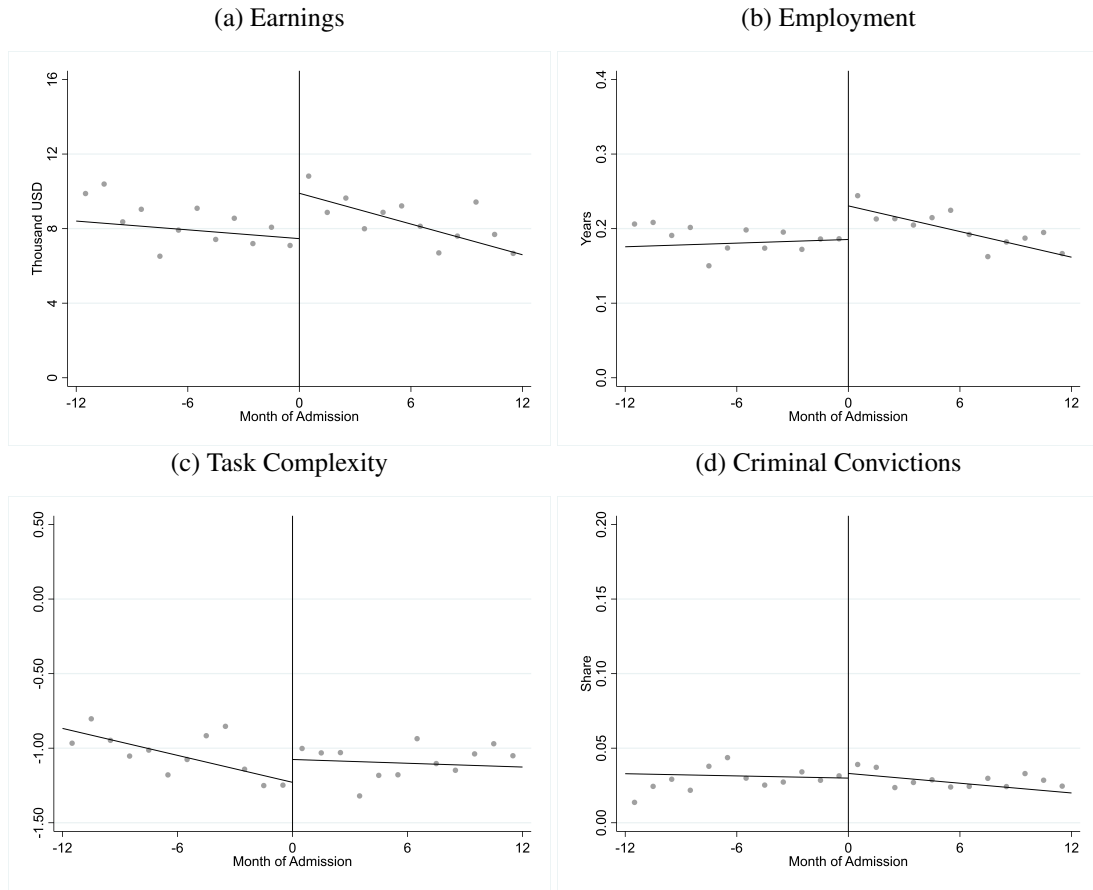 (a) Earnings
16
12
8
4
0
Thousand USD
-12 -6 0 6 12
Month of Admission
(b) Employment
0.4
0.3
0.2
0.1
0.0
Years
-12 -6 0 6 12
Month of Admission
(c) Task Complexity
0.50
0.00
-0.50
-1.00
-1.50
-12 -6 0 6 12
Month of Admission
(d) Criminal Convictions
0.20
0.15
0.10
0.05
0.00
Share
-12 -6 0 6 12
Month of Admission